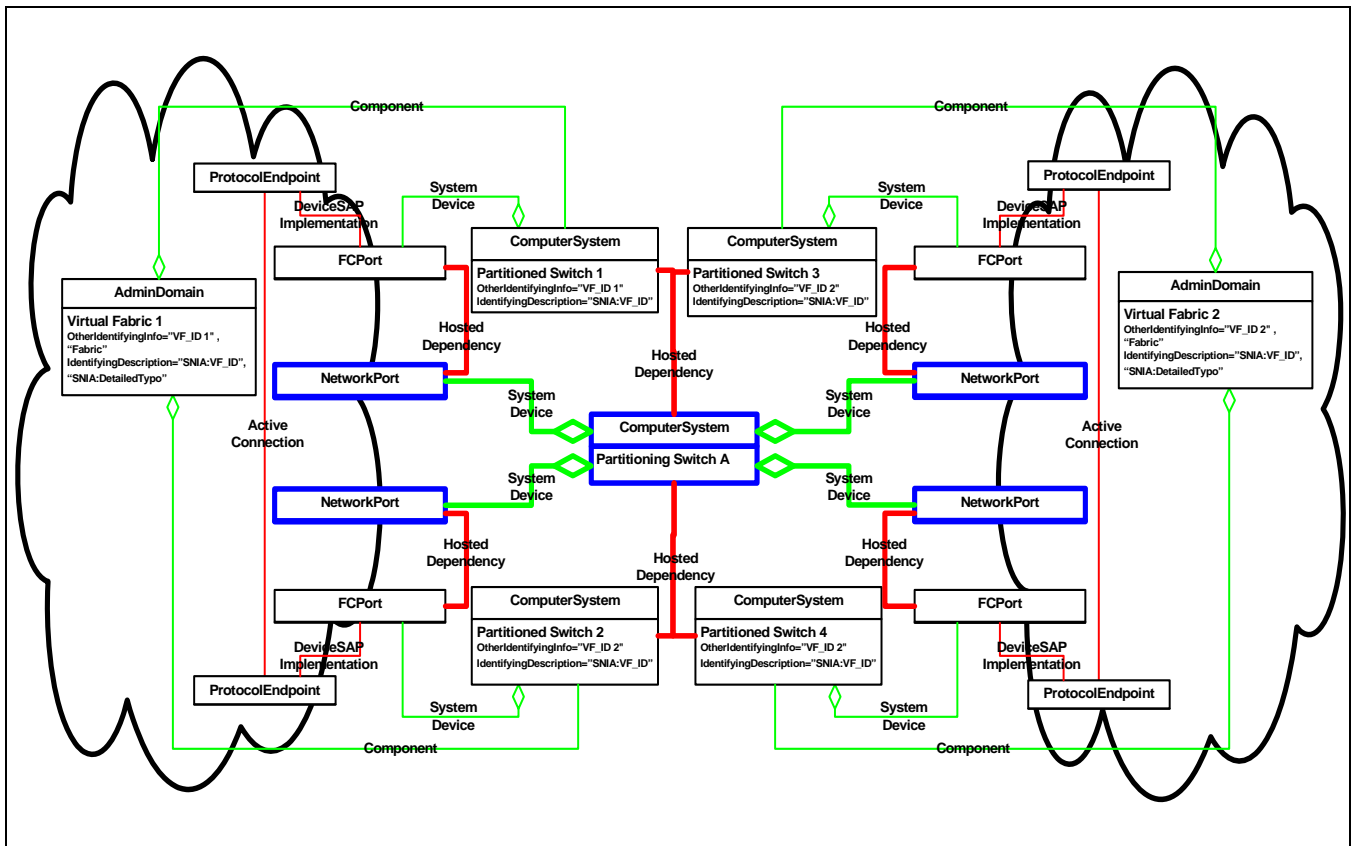 Component
Component
ProtocolEndpoint
ProtocolEndpoint
System
Device
System
Device
DeviceSAP
Implementation
DeviceSAP
Implementation
ComputerSystem
Partitioned Switch 1
OtherIdentifyingInfo="VF_ID 1"
IdentifyingDescription="SNIA:VF_ID"
ComputerSystem
Partitioned Switch 3
OtherIdentifyingInfo="VF_ID 2"
IdentifyingDescription="SNIA:VF_ID"
FCPort
FCPort
AdminDomain
Virtual Fabric 1
OtherIdentifyingInfo="VF_ID 1" ,
“Fabric”
IdentifyingDescription="SNIA:VF_ID",
“SNIA:DetailedTypo”
AdminDomain
Virtual Fabric 2
OtherIdentifyingInfo="VF_ID 2" ,
“Fabric”
IdentifyingDescription="SNIA:VF_ID",
“SNIA:DetailedTypo”
Hosted
Dependency
Hosted
Dependency
Hosted
Dependency
NetworkPort
NetworkPort
System
Device
System
Device
ComputerSystem
Partitioning Switch A
Active
Connection
Active
Connection
System
Device
System
Device
NetworkPort
NetworkPort
Hosted
Dependency
Hosted
Dependency
Hosted
Dependency
FCPort
FCPort
ComputerSystem
Partitioned Switch 2
OtherIdentifyingInfo="VF_ID 2"
IdentifyingDescription="SNIA:VF_ID"
ComputerSystem
Partitioned Switch 4
OtherIdentifyingInfo="VF_ID 2"
IdentifyingDescription="SNIA:VF_ID"
DeviceSAP
Implementation
DeviceSAP
Implementation
ProtocolEndpoint
ProtocolEndpoint
System
Device
System
Device
Component
Component